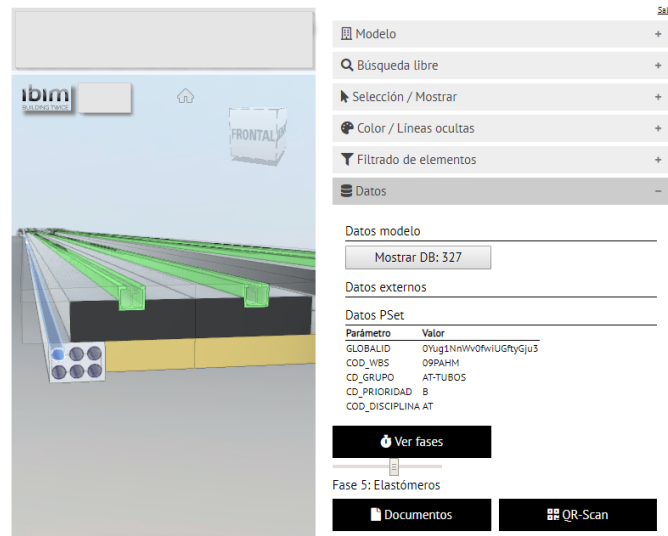 Sal
Modelo +
Búsqueda libre +
Selección / Mostrar +
Color / Líneas ocultas +
Filtrado de elementos +
Datos −
ibim
BUILDING TWICE
FRONTAL
Datos modelo
Mostrar DB: 327
Datos externos
Datos PSet
Parámetro Valor
GLOBALID 0Yug1NnWv0fwiUGftyGju3
COD_WBS 09PAHM
CD_GRUPO AT-TUBOS
CD_PRIORIDAD B
COD_DISCIPLINA AT
Ver fases
Fase 5: Elastómeros
Documentos
QR-Scan